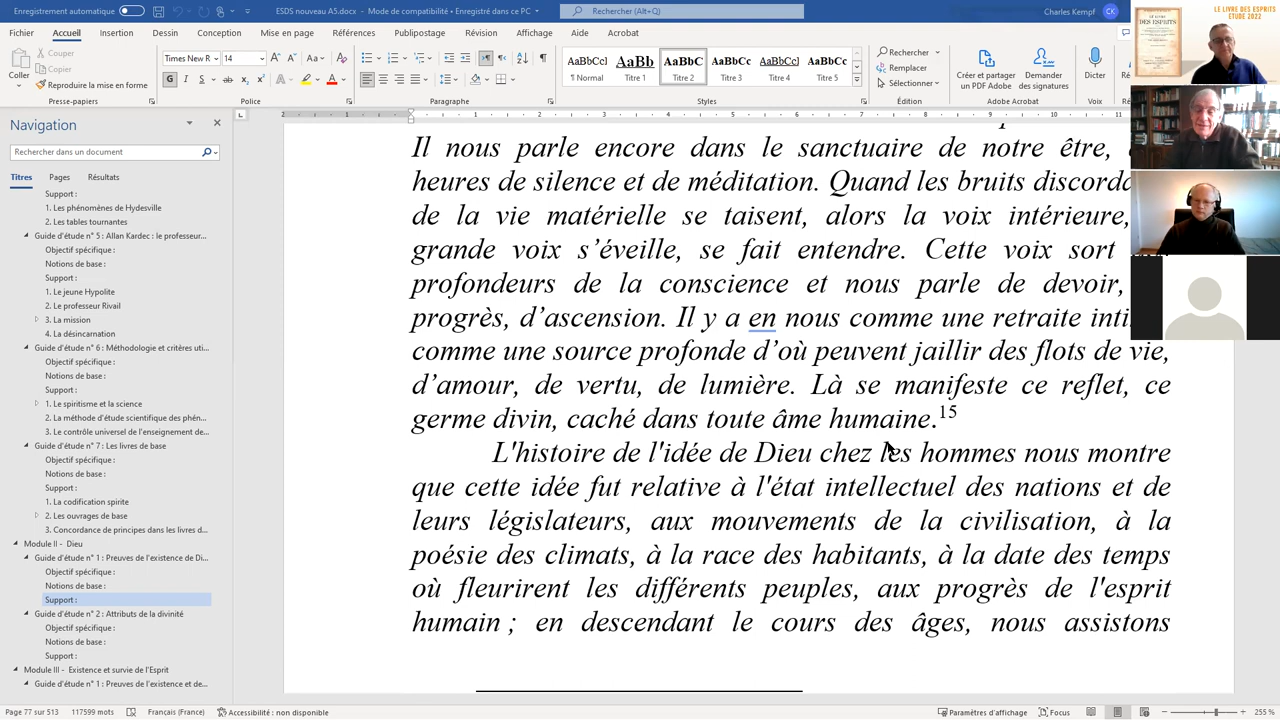 Enregistrement automatique
ESDS nouveau A5.docx - Mode de compatibilité • Enregistré dans ce PC
Rechercher (Alt+Q)
Charles Kempf
CK
LE LIVRE DES ESPRITS
ETUDE 2022
Fichier Accueil Insertion Dessin Conception Mise en page Références Publipostage Révision Affichage Aide Acrobat
Coller
Couper
Copier
Reproduire la mise en forme
Presse-papiers
Times New R
14
Police
Paragraphe
AaBbCcI AaBb AaBbC AaBbCc AaBbCcI AaBbCc
¶ Normal Titre 1 Titre 2 Titre 3 Titre 4 Titre 5
Styles
Rechercher
Remplacer
Sélectionner
Édition
Créer et partager
un PDF Adobe
Demander
des signatures
Adobe Acrobat
Dicter
Voix
Navigation
Rechercher dans un document
Titres Pages Résultats
Support :
1. Les phénomènes de Hydesville
2. Les tables tournantes
Guide d'étude n° 5 : Allan Kardec : le professeur...
Objectif spécifique :
Notions de base :
Support :
1. Le jeune Hypolite
2. Le professeur Rivail
3. La mission
4. La désincarnation
Guide d'étude n° 6 : Méthodologie et critères uti...
Objectif spécifique :
Notions de base :
Support :
1. Le spiritisme et la science
2. La méthode d'étude scientifique des phén...
3. Le contrôle universel de l'enseignement de...
Guide d'étude n° 7 : Les livres de base
Objectif spécifique :
Notions de base :
Support :
1. La codification spirite
2. Les ouvrages de base
3. Concordance de principes dans les livres d...
Module II - Dieu
Guide d'étude n° 1 : Preuves de l'existence de Di...
Objectif spécifique :
Notions de base :
Support :
Guide d'étude n° 2 : Attributs de la divinité
Objectif spécifique :
Notions de base :
Support :
Module III - Existence et survie de l'Esprit
Guide d'étude n° 1 : Preuves de l'existence et de...
Il nous parle encore dans le sanctuaire de notre être,
heures de silence et de méditation. Quand les bruits discorda
de la vie matérielle se taisent, alors la voix intérieure,
grande voix s'éveille, se fait entendre. Cette voix sort
profondeurs de la conscience et nous parle de devoir,
progrès, d'ascension. Il y a en nous comme une retraite inti
comme une source profonde d'où peuvent jaillir des flots de vie,
d'amour, de vertu, de lumière. Là se manifeste ce reflet, ce
germe divin, caché dans toute âme humaine.15
L'histoire de l'idée de Dieu chez les hommes nous montre
que cette idée fut relative à l'état intellectuel des nations et de
leurs législateurs, aux mouvements de la civilisation, à la
poésie des climats, à la race des habitants, à la date des temps
où fleurirent les différents peuples, aux progrès de l'esprit
humain ; en descendant le cours des âges, nous assistons
Page 77 sur 513 117599 mots Français (France) Accessibilité : non disponible
Paramètres d'affichage Focus 255 %